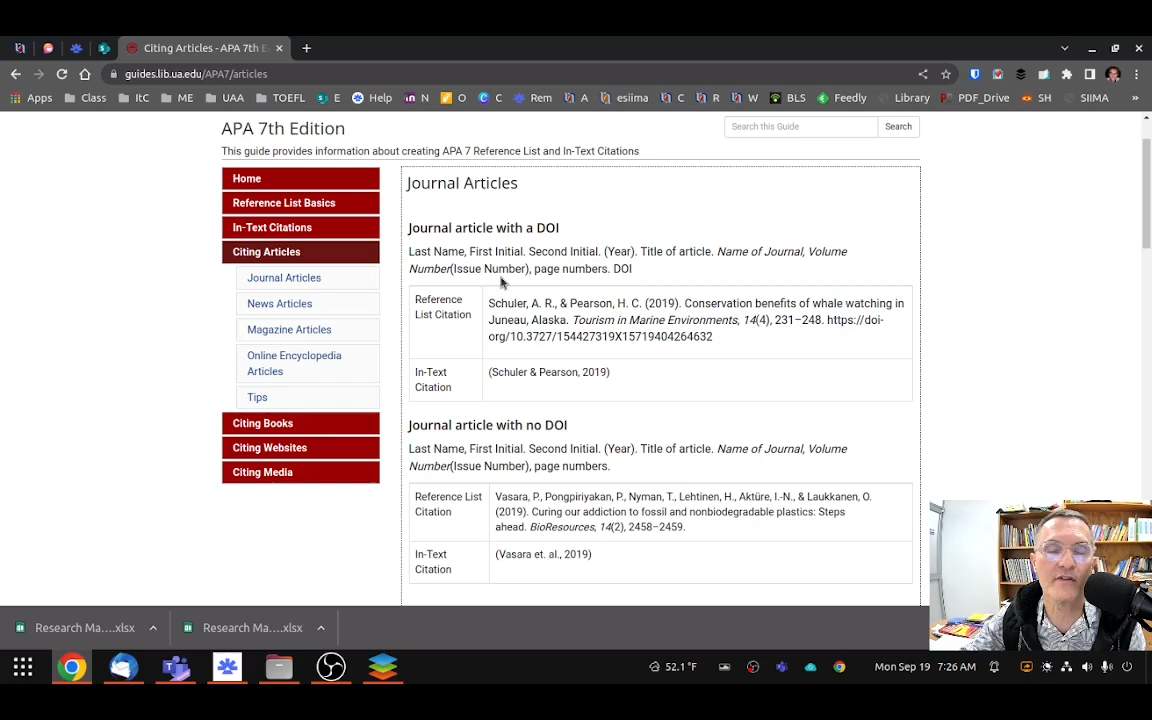 Citing Articles - APA 7th E
guides.lib.ua.edu/APA7/articles
Apps Class ItC ME UAA TOEFL E Help N O C Rem A esiima C R W BLS Feedly Library PDF_Drive SH SIIMA »
APA 7th Edition
Search this Guide Search
This guide provides information about creating APA 7 Reference List and In-Text Citations
Home
Reference List Basics
In-Text Citations
Citing Articles
Journal Articles
News Articles
Magazine Articles
Online Encyclopedia
Articles
Tips
Citing Books
Citing Websites
Citing Media
Journal Articles
Journal article with a DOI
Last Name, First Initial. Second Initial. (Year). Title of article. Name of Journal, Volume
Number(Issue Number), page numbers. DOI
Reference
List Citation
Schuler, A. R., & Pearson, H. C. (2019). Conservation benefits of whale watching in
Juneau, Alaska. Tourism in Marine Environments, 14(4), 231–248. https://doi-
org/10.3727/154427319X15719404264632
In-Text
Citation
(Schuler & Pearson, 2019)
Journal article with no DOI
Last Name, First Initial. Second Initial. (Year). Title of article. Name of Journal, Volume
Number(Issue Number), page numbers.
Reference List
Citation
Vasara, P., Pongpiriyakan, P., Nyman, T., Lehtinen, H., Aktüre, I.-N., & Laukkanen, O.
(2019). Curing our addiction to fossil and nonbiodegradable plastics: Steps
ahead. BioResources, 14(2), 2458–2459.
In-Text
Citation
(Vasara et. al., 2019)
Research Ma....xlsx Research Ma....xlsx
52.1 °F Mon Sep 19 7:26 AM